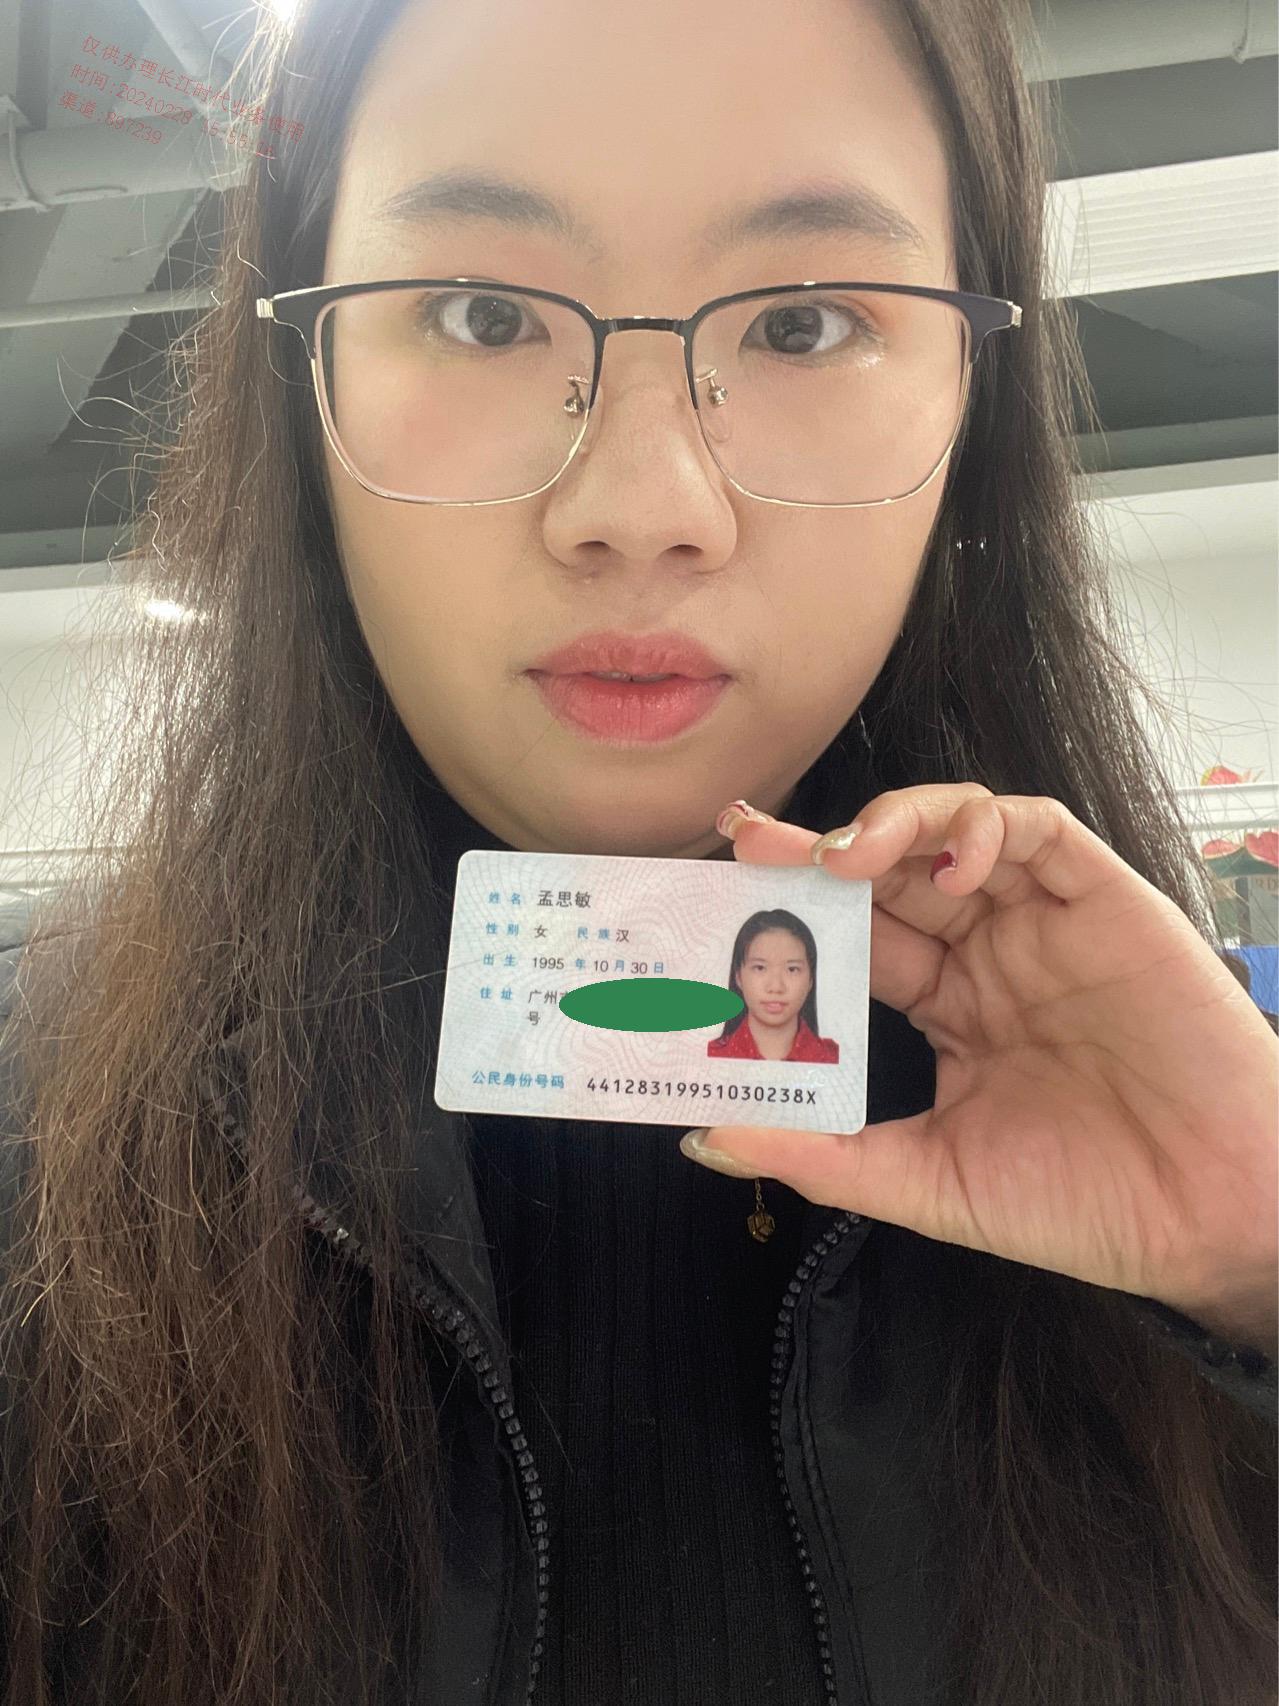 仅供办理长江时代业务使用
时间:20240228
渠道:897239
姓名 孟思敏
性别 女 民族 汉
出生 1995 年 10 月 30 日
住址 广州
号
公民身份号码 44128319951030238X